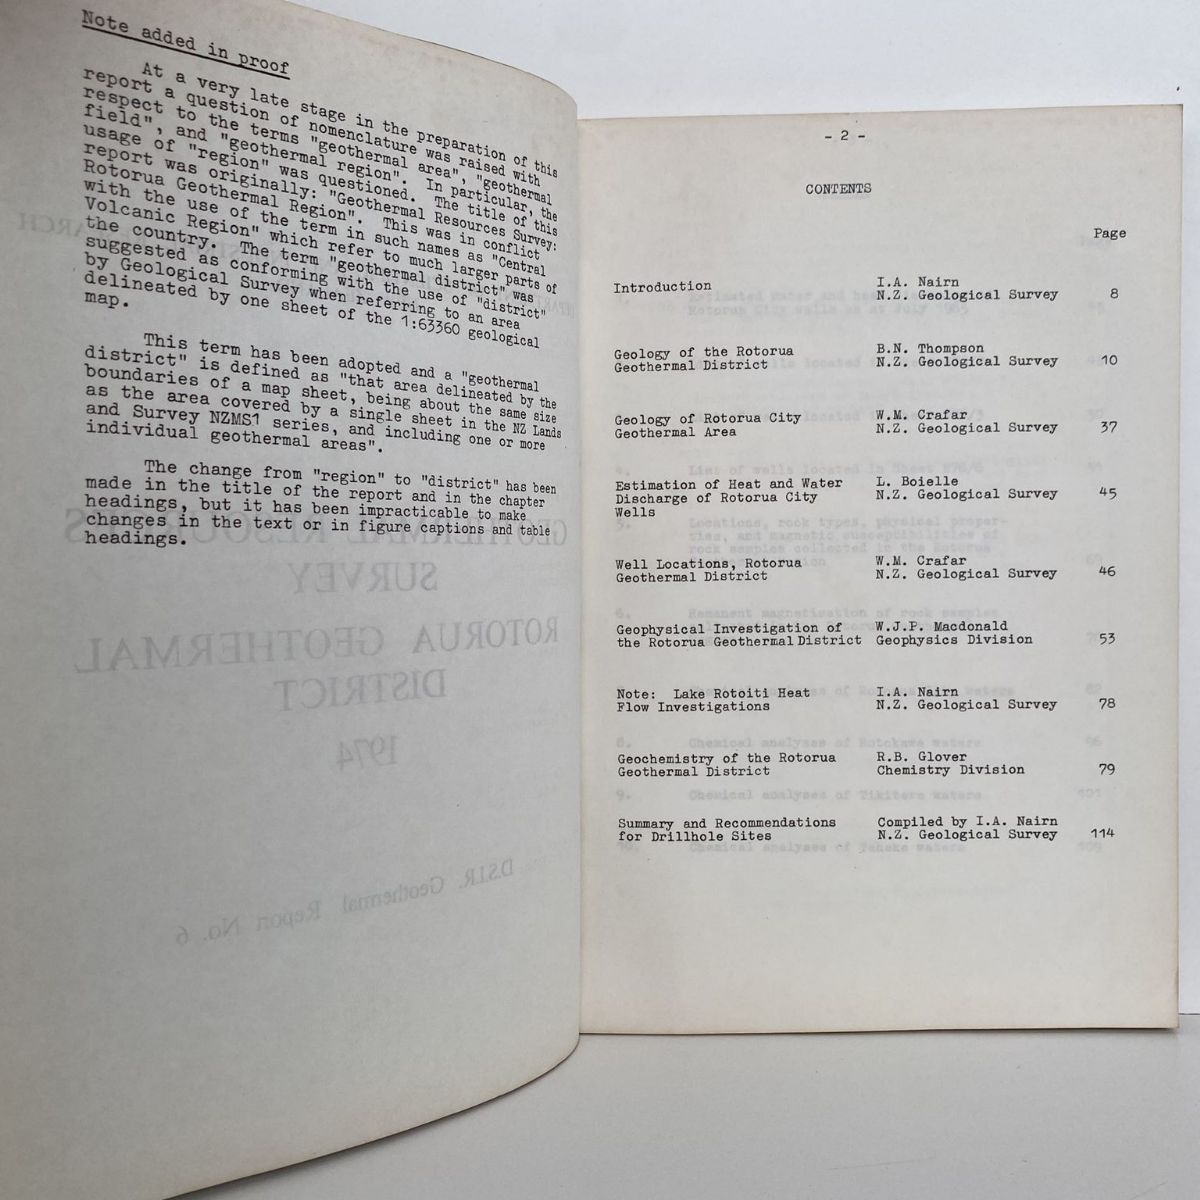 Note added in proof
At a very late stage in the preparation of this
report a question of nomenclature was raised with
respect to the terms "geothermal area", "geothermal
field", and "geothermal region". In particular, the
usage of "region" was questioned. The title of this
report was originally: "Geothermal Resources Survey:
Rotorua Geothermal Region". This was in conflict
with the use of the term in such names as "Central
Volcanic Region" which refer to much larger parts of
the country. The term "geothermal district" was
suggested as conforming with the use of "district"
by Geological Survey when referring to an area
delineated by one sheet of the 1:63360 geological
map.
This term has been adopted and a "geothermal
district" is defined as "that area delineated by the
boundaries of a map sheet, being about the same size
as the area covered by a single sheet in the NZ Lands
and Survey NZMS1 series, and including one or more
individual geothermal areas".
The change from "region" to "district" has been
made in the title of the report and in the chapter
headings, but it has been impracticable to make
changes in the text or in figure captions and table
headings.
GEOTHERMAL RESOURCES
SURVEY
ROTORUA GEOTHERMAL
DISTRICT
1974
D.S.I.R. Geothermal Report No. 6
- 2 -
CONTENTS
Page
Introduction I.A. Nairn
N.Z. Geological Survey 8
Geology of the Rotorua B.N. Thompson
Geothermal District N.Z. Geological Survey 10
Geology of Rotorua City W.M. Crafar
Geothermal Area N.Z. Geological Survey 37
Estimation of Heat and Water L. Boielle
Discharge of Rotorua City N.Z. Geological Survey 45
Wells
Well Locations, Rotorua W.M. Crafar
Geothermal District N.Z. Geological Survey 46
Geophysical Investigation of W.J.P. Macdonald
the Rotorua Geothermal District Geophysics Division 53
Note: Lake Rotoiti Heat I.A. Nairn
Flow Investigations N.Z. Geological Survey 78
Geochemistry of the Rotorua R.B. Glover
Geothermal District Chemistry Division 79
Summary and Recommendations Compiled by I.A. Nairn
for Drillhole Sites N.Z. Geological Survey 114